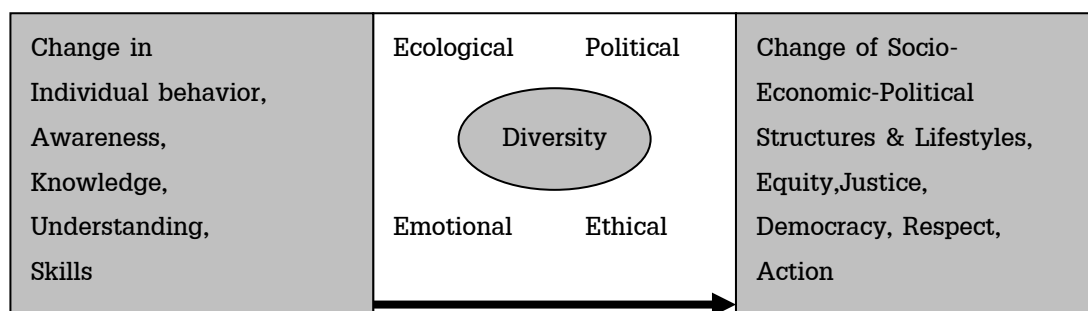 Change in
Individual behavior,
Awareness,
Knowledge,
Understanding,
Skills
Ecological Political
Diversity
Emotional Ethical
Change of Socio-
Economic-Political
Structures & Lifestyles,
Equity,Justice,
Democracy, Respect,
Action